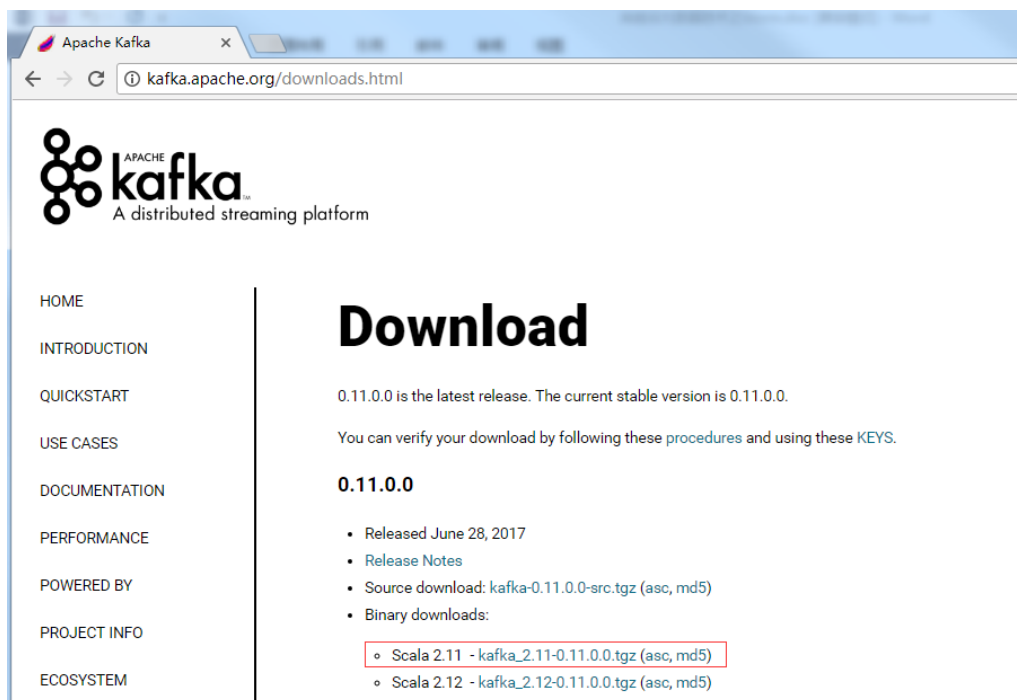 Apache Kafka
kafka.apache.org/downloads.html
APACHE
kafka
A distributed streaming platform
HOME
INTRODUCTION
QUICKSTART
USE CASES
DOCUMENTATION
PERFORMANCE
POWERED BY
PROJECT INFO
ECOSYSTEM
Download
0.11.0.0 is the latest release. The current stable version is 0.11.0.0.
You can verify your download by following these procedures and using these KEYS.
0.11.0.0
Released June 28, 2017
Release Notes
Source download: kafka-0.11.0.0-src.tgz (asc, md5)
Binary downloads:
Scala 2.11 - kafka_2.11-0.11.0.0.tgz (asc, md5)
Scala 2.12 - kafka_2.12-0.11.0.0.tgz (asc, md5)